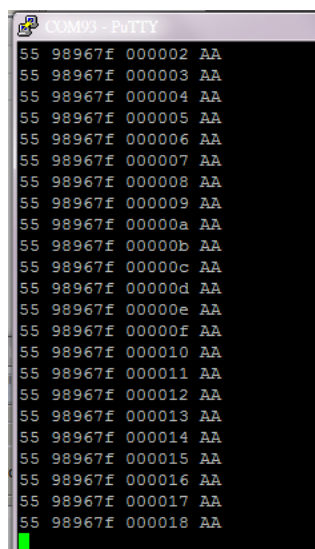 COM93 - PuTTY
55 98967f 000002 AA
55 98967f 000003 AA
55 98967f 000004 AA
55 98967f 000005 AA
55 98967f 000006 AA
55 98967f 000007 AA
55 98967f 000008 AA
55 98967f 000009 AA
55 98967f 00000a AA
55 98967f 00000b AA
55 98967f 00000c AA
55 98967f 00000d AA
55 98967f 00000e AA
55 98967f 00000f AA
55 98967f 000010 AA
55 98967f 000011 AA
55 98967f 000012 AA
55 98967f 000013 AA
55 98967f 000014 AA
55 98967f 000015 AA
55 98967f 000016 AA
55 98967f 000017 AA
55 98967f 000018 AA